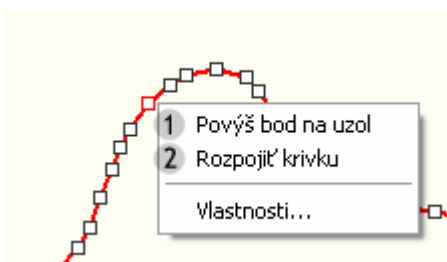 1 Povýš bod na uzol
2 Rozpojiť krivku
Vlastnosti...